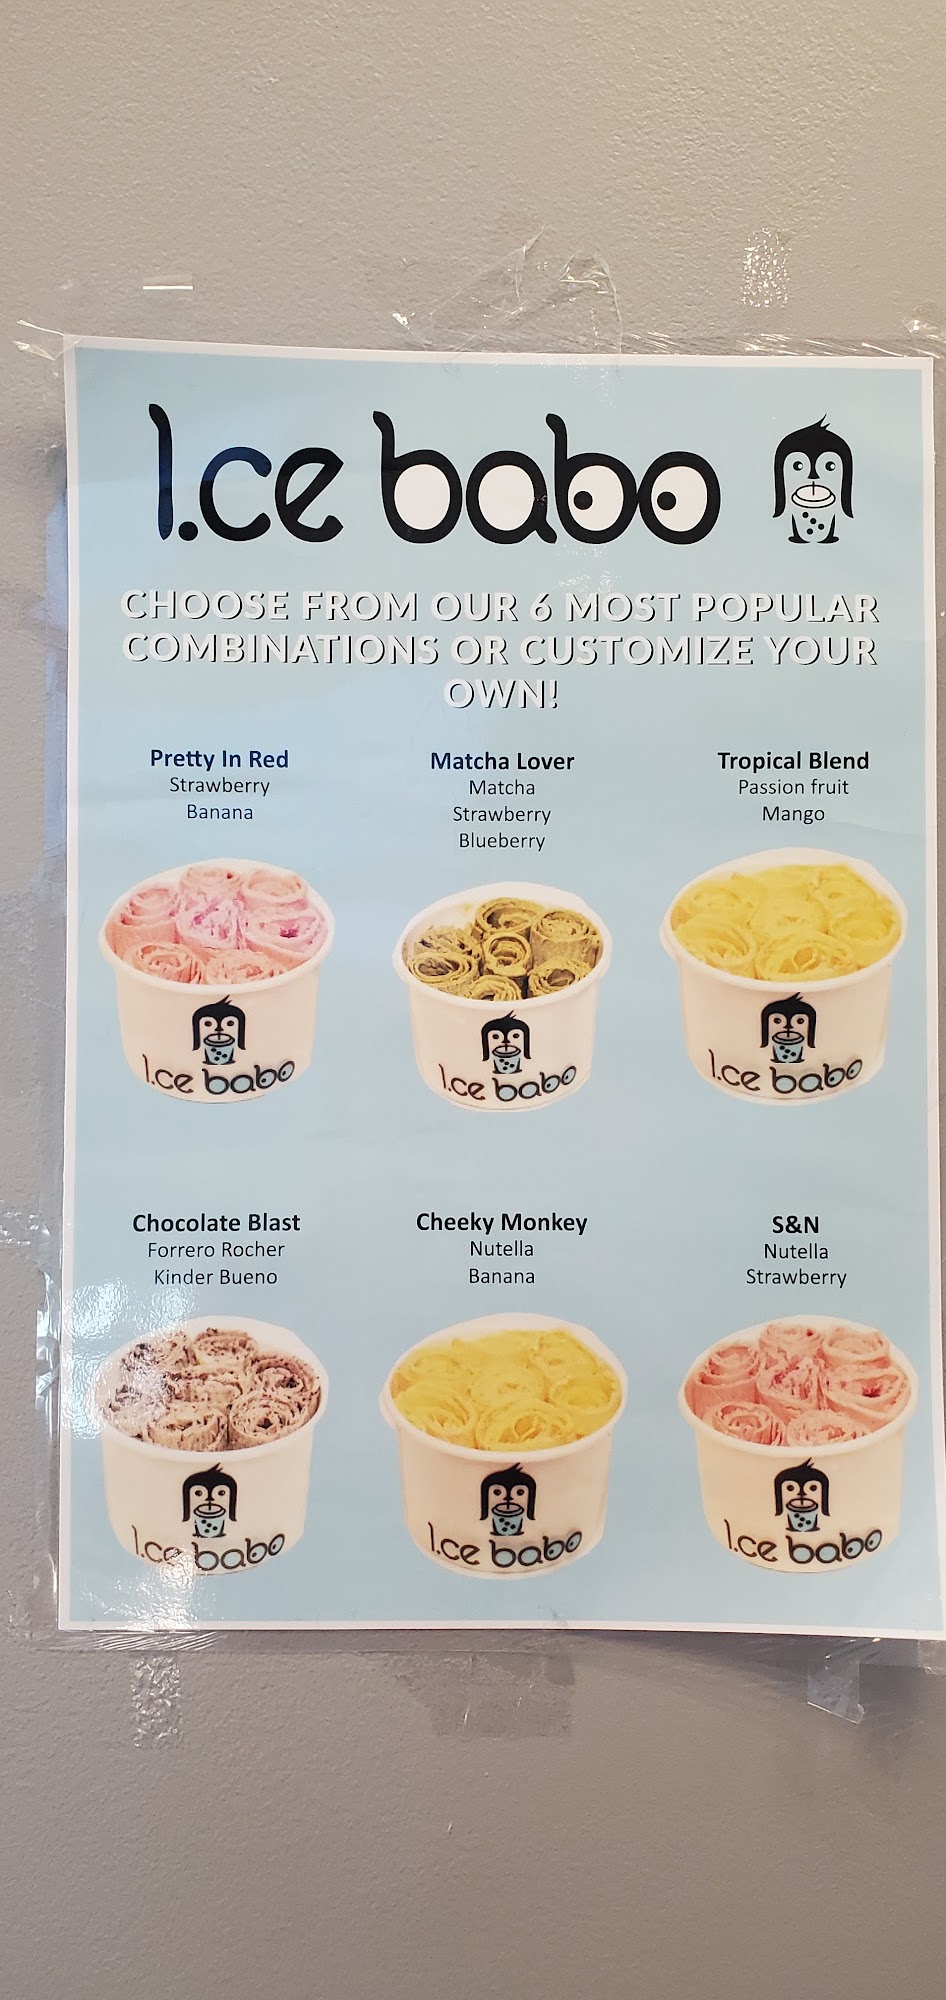 I.ce babo
CHOOSE FROM OUR 6 MOST POPULAR
COMBINATIONS OR CUSTOMIZE YOUR
OWN!
Pretty In Red
Strawberry
Banana
Matcha Lover
Matcha
Strawberry
Blueberry
Tropical Blend
Passion fruit
Mango
I.ce babo
I.ce babo
I.ce babo
Chocolate Blast
Forrero Rocher
Kinder Bueno
Cheeky Monkey
Nutella
Banana
S&N
Nutella
Strawberry
I.ce babo
I.ce babo
I.ce babo